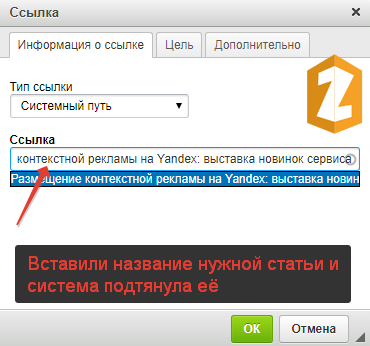 Ссылка
Информация о ссылке Цель Дополнительно
Тип ссылки
Системный путь
Ссылка
контекстной рекламы на Yandex: выставка новинок сервиса
Размещение контекстной рекламы на Yandex: выставка новин
Вставили название нужной статьи и
система подтянула её
ОК Отмена